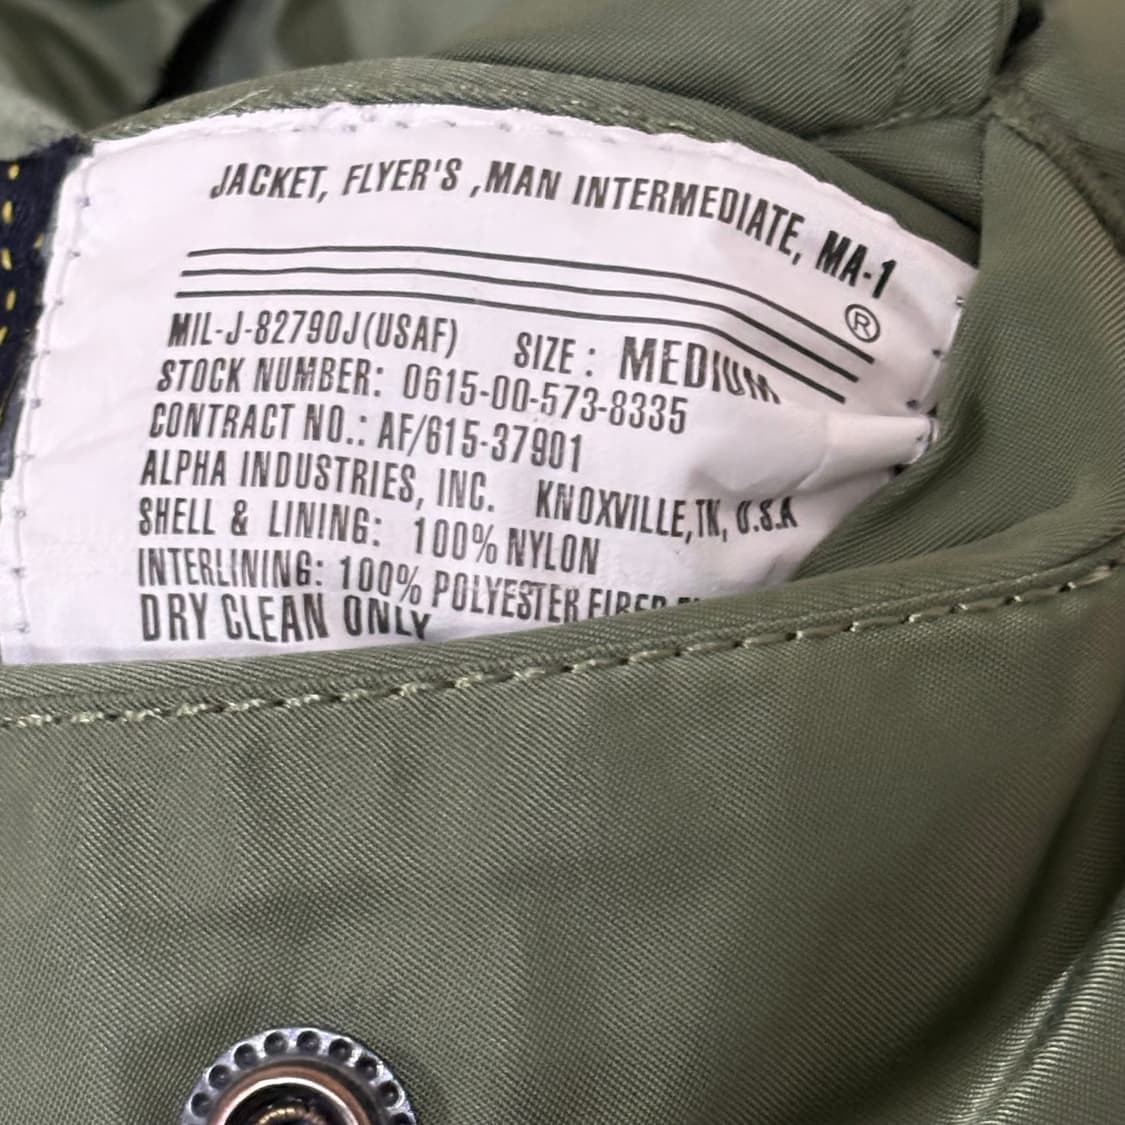 JACKET, FLYER'S ,MAN INTERMEDIATE, MA-1
®
MIL-J-82790J(USAF) SIZE : MEDIUM
STOCK NUMBER: 0615-00-573-8335
CONTRACT NO.: AF/615-37901
ALPHA INDUSTRIES, INC. KNOXVILLE,TN, U.S.A
SHELL & LINING: 100% NYLON
INTERLINING: 100% POLYESTER FIBER
DRY CLEAN ONLY